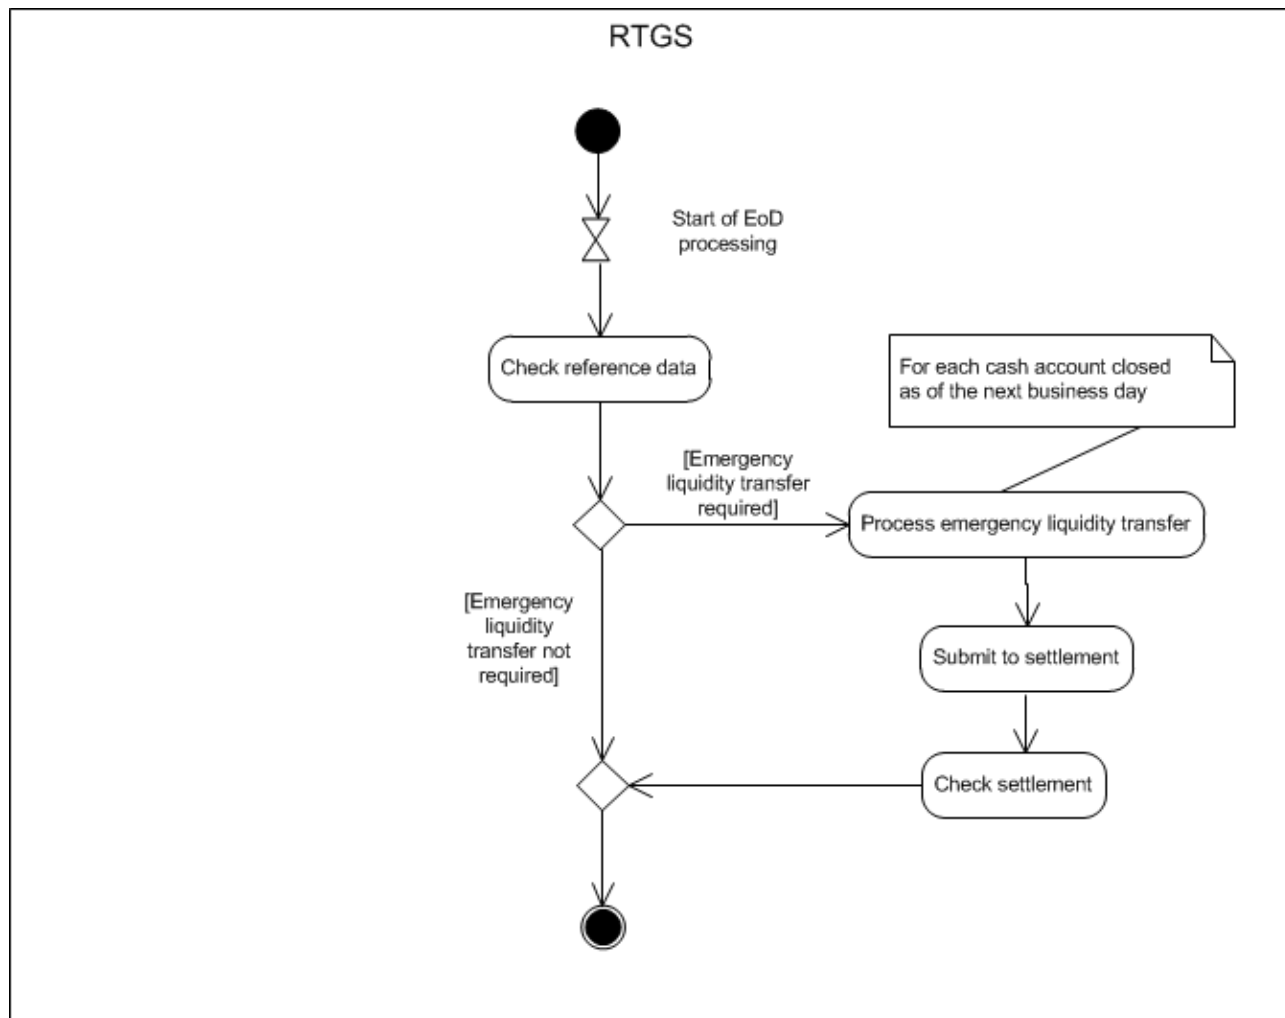 RTGS
Start of EoD
processing
Check reference data
For each cash account closed
as of the next business day
[Emergency
liquidity transfer
required]
Process emergency liquidity transfer
[Emergency
liquidity
transfer not
required]
Submit to settlement
Check settlement